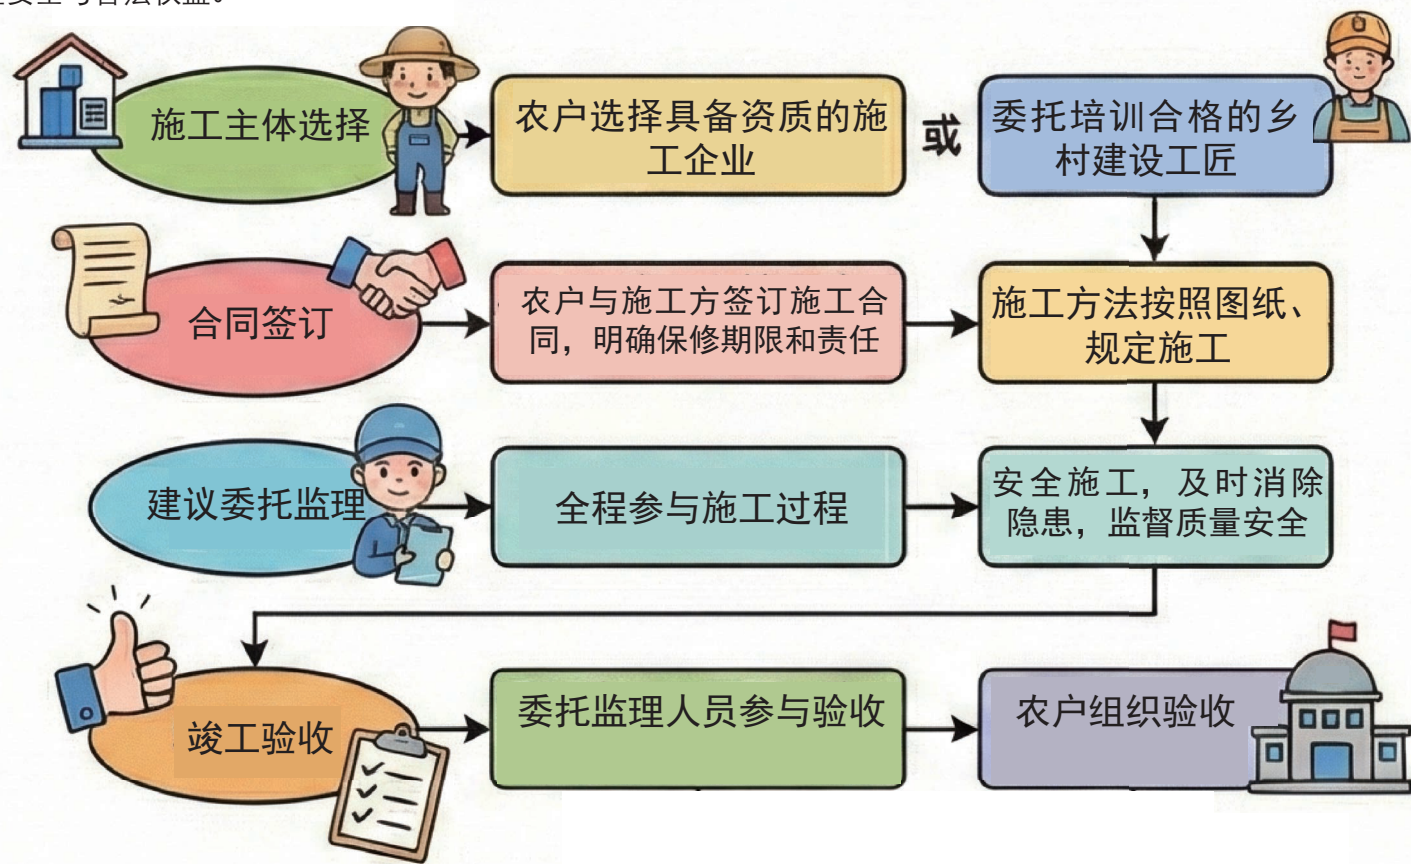 施工主体选择
农户选择具备资质的施
工企业
或
委托培训合格的乡
村建设工匠
合同签订
农户与施工方签订施工合
同，明确保修期限和责任
施工方法按照图纸、
规定施工
建议委托监理
全程参与施工过程
安全施工，及时消除
隐患，监督质量安全
竣工验收
委托监理人员参与验收
农户组织验收